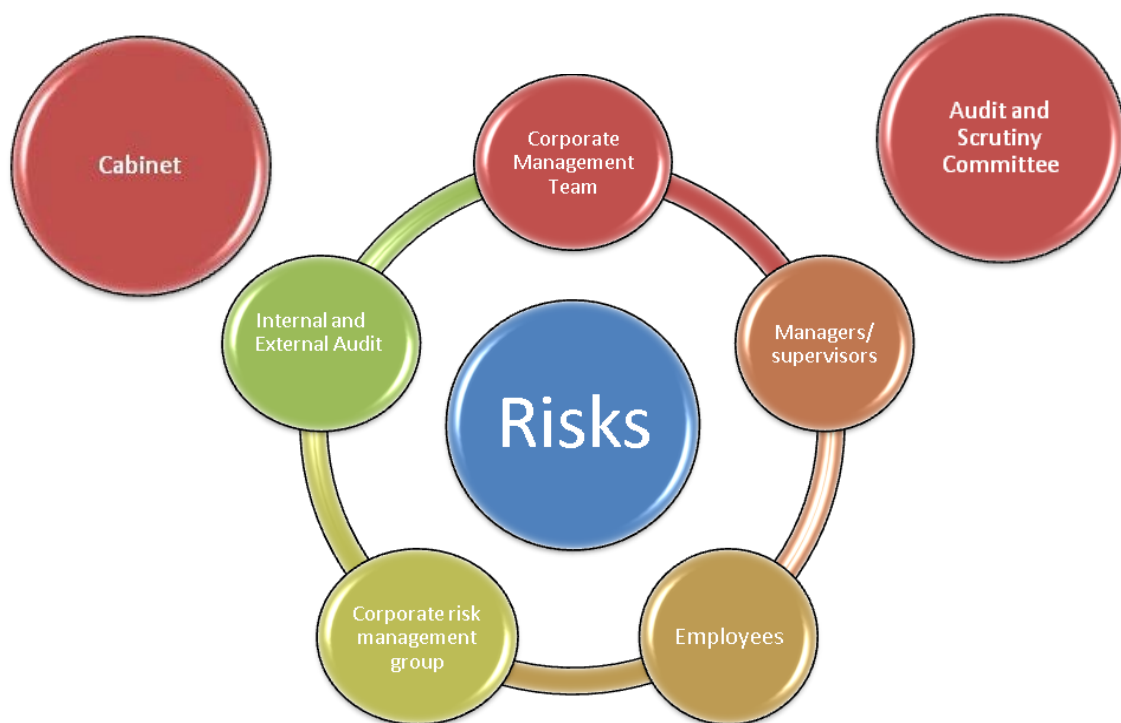 Cabinet
Corporate
Management
Team
Audit and
Scrutiny
Committee
Internal and
External Audit
Risks
Managers/
supervisors
Corporate risk
management
group
Employees